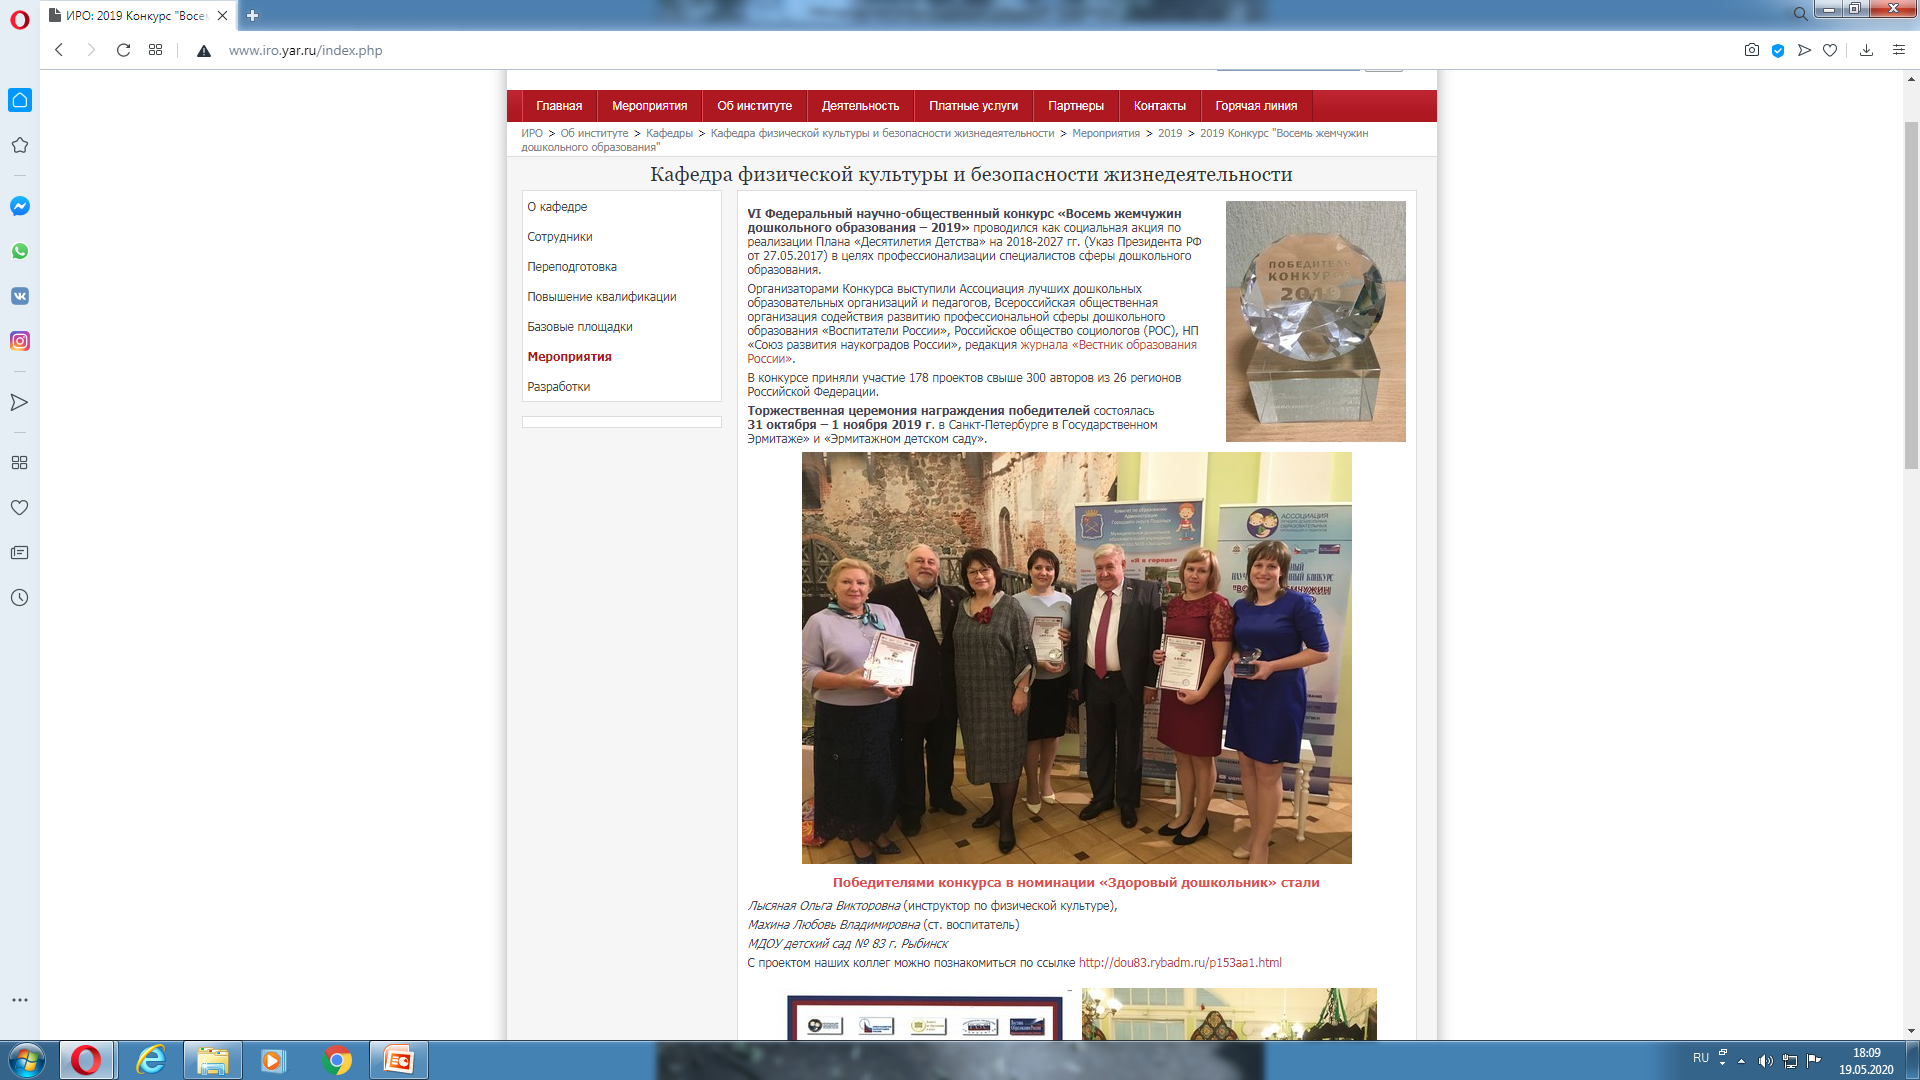 ИРО: 2019 Конкурс "Восем
www.iro.yar.ru/index.php
Главная
Мероприятия
Об институте
Деятельность
Платные услуги
Партнеры
Контакты
Горячая линия
ИРО > Об институте > Кафедры > Кафедра физической культуры и безопасности жизнедеятельности > Мероприятия > 2019 > 2019 Конкурс "Восемь жемчужин
дошкольного образования"
Кафедра физической культуры и безопасности жизнедеятельности
О кафедре
Сотрудники
Переподготовка
Повышение квалификации
Базовые площадки
Мероприятия
Разработки
VI Федеральный научно-общественный конкурс «Восемь жемчужин
дошкольного образования – 2019» проводился как социальная акция по
реализации Плана «Десятилетия Детства» на 2018-2027 гг. (Указ Президента РФ
от 27.05.2017) в целях профессионализации специалистов сферы дошкольного
образования.
Организаторами Конкурса выступили Ассоциация лучших дошкольных
образовательных организаций и педагогов, Всероссийская общественная
организация содействия развитию профессиональной сферы дошкольного
образования «Воспитатели России», Российское общество социологов (РОС), НП
«Союз развития наукоградов России», редакция журнала «Вестник образования
России».
В конкурсе приняли участие 178 проектов свыше 300 авторов из 26 регионов
Российской Федерации.
Торжественная церемония награждения победителей состоялась
31 октября – 1 ноября 2019 г. в Санкт-Петербурге в Государственном
Эрмитаже» и «Эрмитажном детском саду».
ПОБЕДИТЕЛЬ
КОНКУРСА
2019
Комитет по образованию
Администрации
Городского округа Подольск
«Я в городе»
АССОЦИАЦИЯ
Победителями конкурса в номинации «Здоровый дошкольник» стали
Лысяная Ольга Викторовна (инструктор по физической культуре),
Махина Любовь Владимировна (ст. воспитатель)
МДОУ детский сад № 83 г. Рыбинск
С проектом наших коллег можно познакомиться по ссылке http://dou83.rybadm.ru/p153aa1.html
RU
18:09
19.05.2020